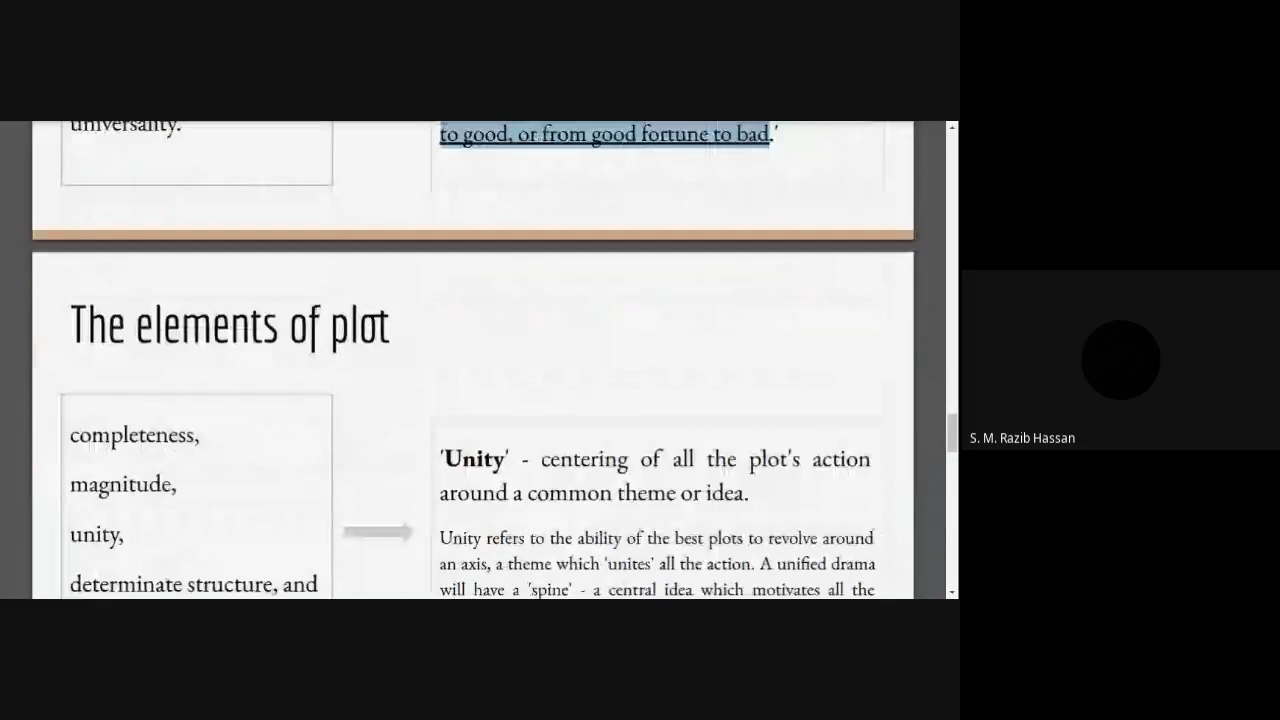 universality.
to good, or from good fortune to bad.'
The elements of plot
completeness,
magnitude,
unity,
determinate structure, and
'Unity' - centering of all the plot's action
around a common theme or idea.
Unity refers to the ability of the best plots to revolve around
an axis, a theme which 'unites' all the action. A unified drama
will have a 'spine' - a central idea which motivates all the
S. M. Razib Hassan